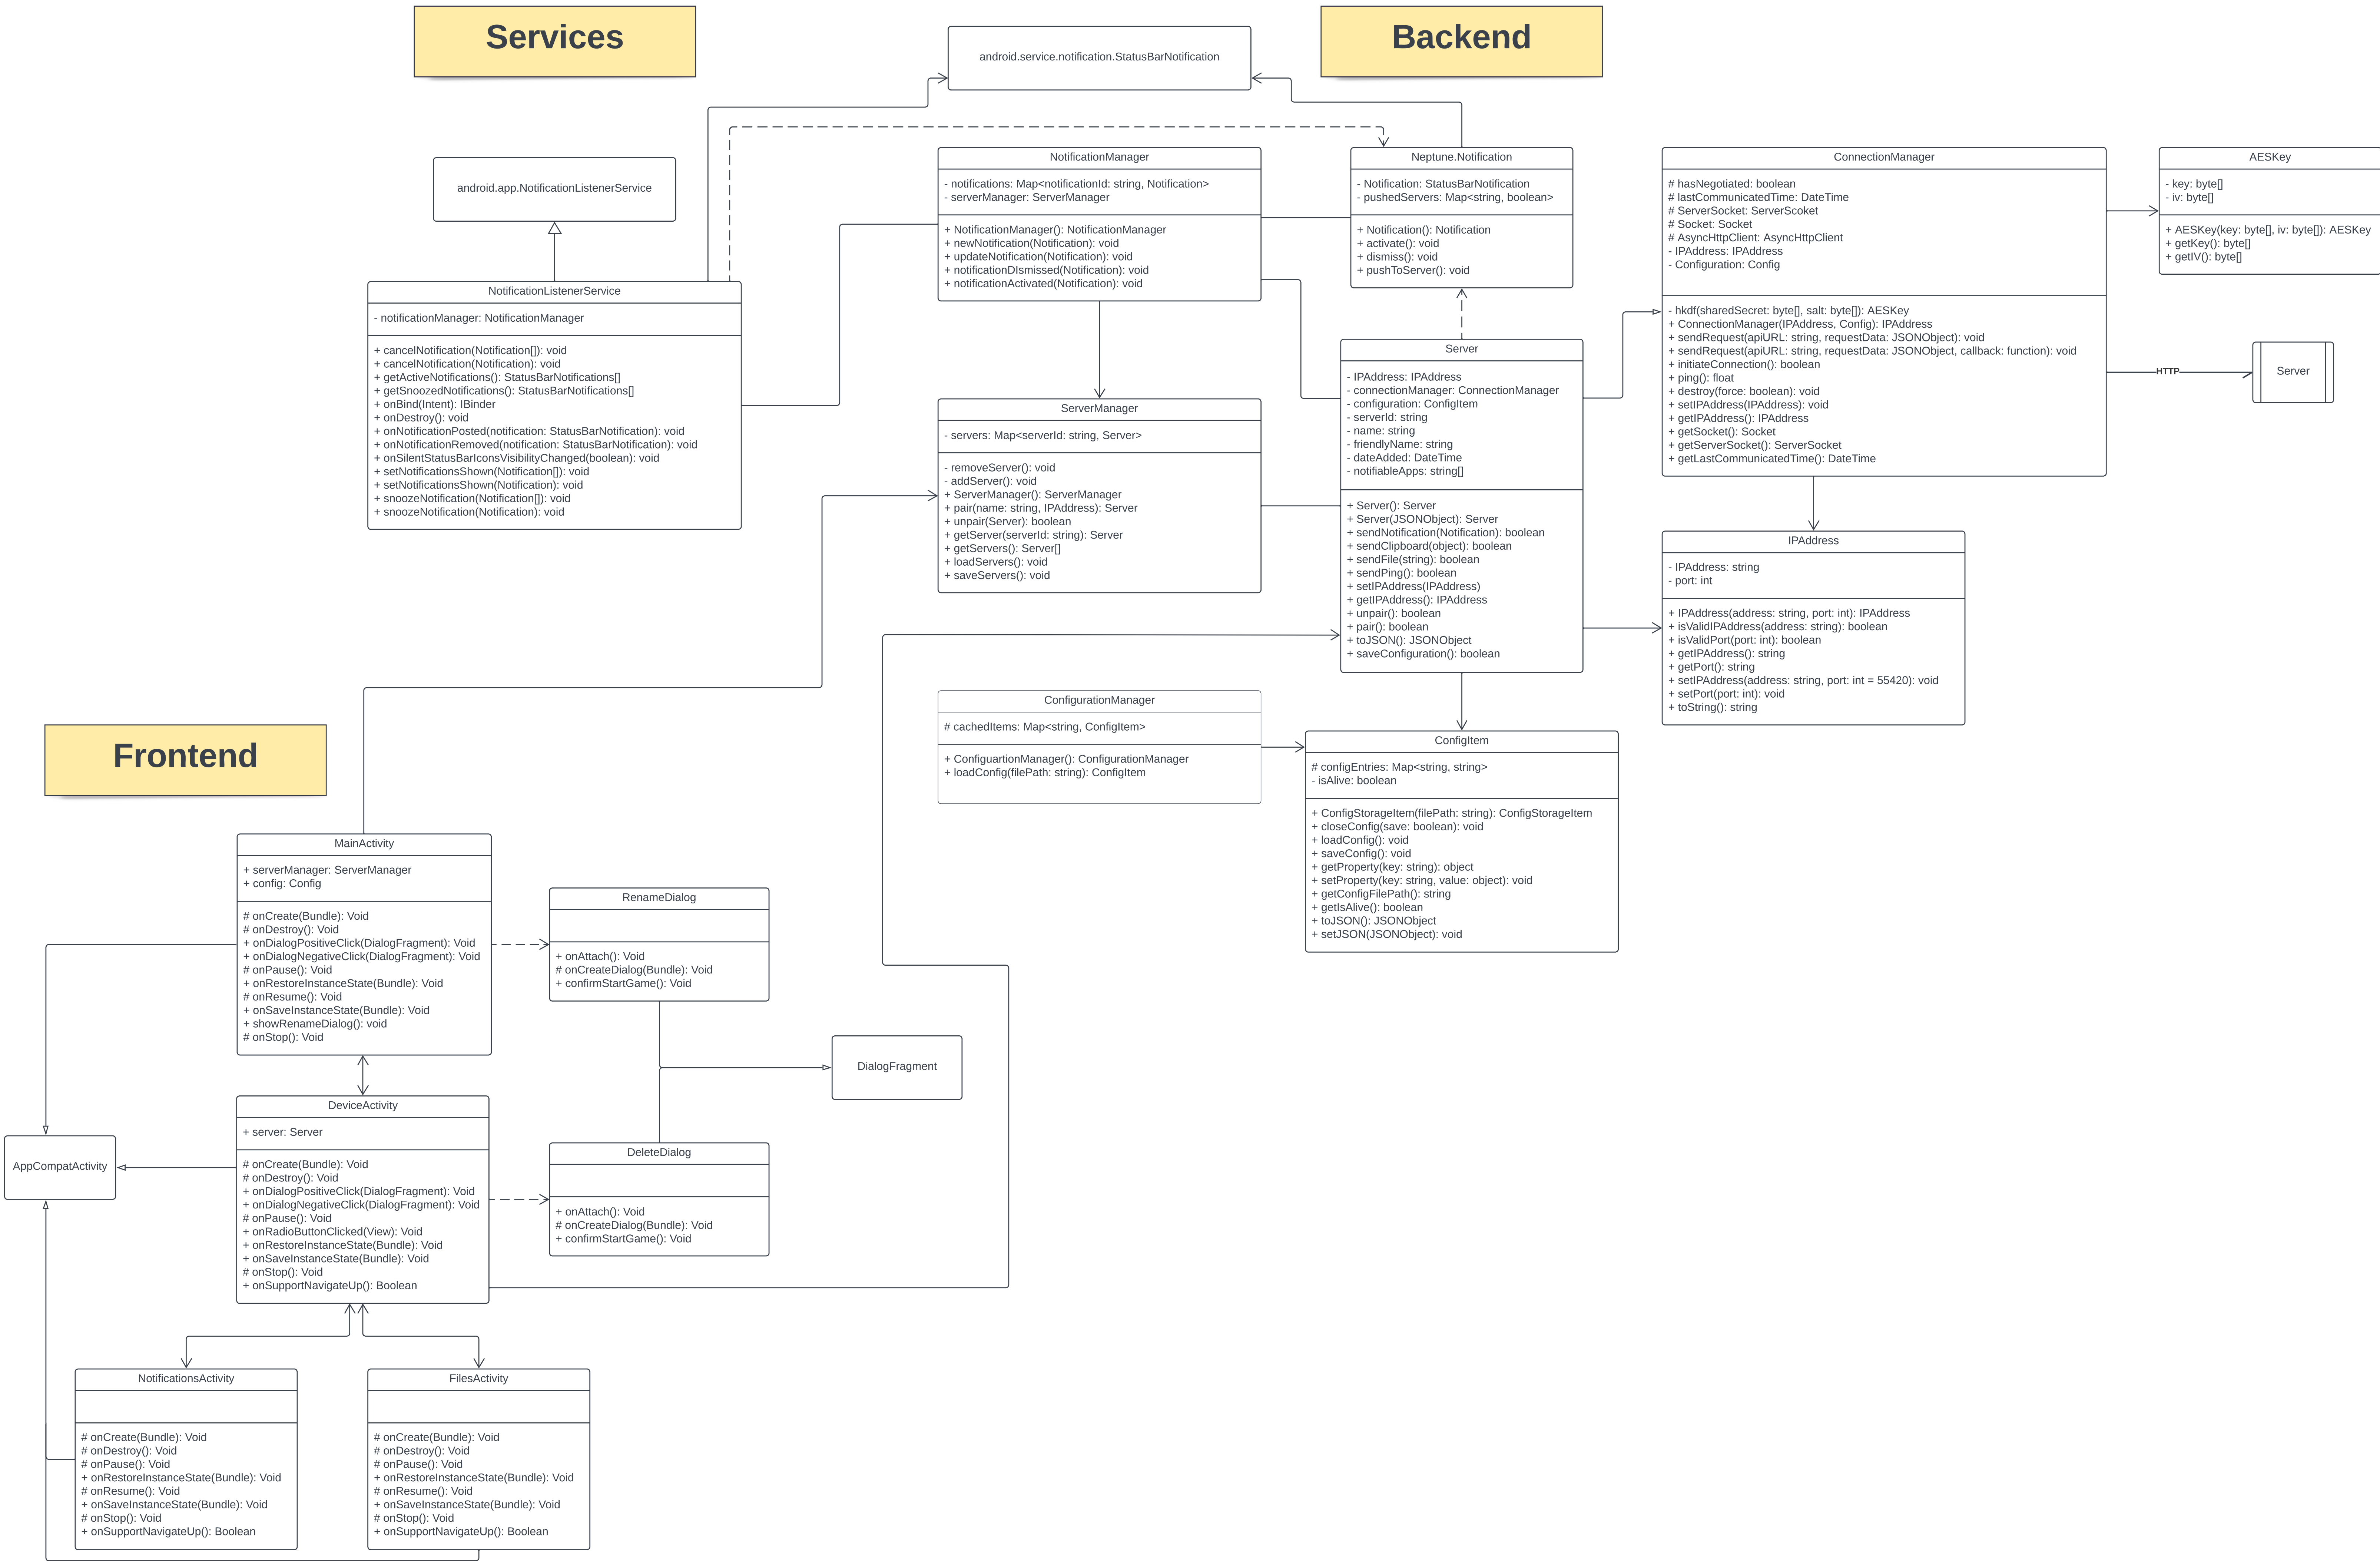 Services
Backend
android.service.notification.StatusBarNotification
android.app.NotificationListenerService
NotificationListenerService
- notificationManager: NotificationManager
+ cancelNotification(Notification[]): void
+ cancelNotification(Notification): void
+ getActiveNotifications(): StatusBarNotifications[]
+ getSnoozedNotifications(): StatusBarNotifications[]
+ onBind(Intent): IBinder
+ onDestroy(): void
+ onNotificationPosted(notification: StatusBarNotification): void
+ onNotificationRemoved(notification: StatusBarNotification): void
+ onSilentStatusBarIconsVisibilityChanged(boolean): void
+ setNotificationsShown(Notification[]): void
+ setNotificationsShown(Notification): void
+ snoozeNotification(Notification[]): void
+ snoozeNotification(Notification): void
NotificationManager
- notifications: Map<notificationId: string, Notification>
- serverManager: ServerManager
+ NotificationManager(): NotificationManager
+ newNotification(Notification): void
+ updateNotification(Notification): void
+ notificationDIsmissed(Notification): void
+ notificationActivated(Notification): void
Neptune.Notification
- Notification: StatusBarNotification
- pushedServers: Map<string, boolean>
+ Notification(): Notification
+ activate(): void
+ dismiss(): void
+ pushToServer(): void
ConnectionManager
# hasNegotiated: boolean
# lastCommunicatedTime: DateTime
# ServerSocket: ServerScoket
# Socket: Socket
# AsyncHttpClient: AsyncHttpClient
- IPAddress: IPAddress
- Configuration: Config
- hkdf(sharedSecret: byte[], salt: byte[]): AESKey
+ ConnectionManager(IPAddress, Config): IPAddress
+ sendRequest(apiURL: string, requestData: JSONObject): void
+ sendRequest(apiURL: string, requestData: JSONObject, callback: function): void
+ initiateConnection(): boolean
+ ping(): float
+ destroy(force: boolean): void
+ setIPAddress(IPAddress): void
+ getIPAddress(): IPAddress
+ getSocket(): Socket
+ getServerSocket(): ServerSocket
+ getLastCommunicatedTime(): DateTime
AESKey
- key: byte[]
- iv: byte[]
+ AESKey(key: byte[], iv: byte[]): AESKey
+ getKey(): byte[]
+ getIV(): byte[]
HTTP
Server
ServerManager
- servers: Map<serverId: string, Server>
- removeServer(): void
- addServer(): void
+ ServerManager(): ServerManager
+ pair(name: string, IPAddress): Server
+ unpair(Server): boolean
+ getServer(serverId: string): Server
+ getServers(): Server[]
+ loadServers(): void
+ saveServers(): void
Server
- IPAddress: IPAddress
- connectionManager: ConnectionManager
- configuration: ConfigItem
- serverId: string
- name: string
- friendlyName: string
- dateAdded: DateTime
- notifiableApps: string[]
+ Server(): Server
+ Server(JSONObject): Server
+ sendNotification(Notification): boolean
+ sendClipboard(object): boolean
+ sendFile(string): boolean
+ sendPing(): boolean
+ setIPAddress(IPAddress)
+ getIPAddress(): IPAddress
+ unpair(): boolean
+ pair(): boolean
+ toJSON(): JSONObject
+ saveConfiguration(): boolean
IPAddress
- IPAddress: string
- port: int
+ IPAddress(address: string, port: int): IPAddress
+ isValidIPAddress(address: string): boolean
+ isValidPort(port: int): boolean
+ getIPAddress(): string
+ getPort(): string
+ setIPAddress(address: string, port: int = 55420): void
+ setPort(port: int): void
+ toString(): string
ConfigurationManager
# cachedItems: Map<string, ConfigItem>
+ ConfiguartionManager(): ConfigurationManager
+ loadConfig(filePath: string): ConfigItem
ConfigItem
# configEntries: Map<string, string>
- isAlive: boolean
+ ConfigStorageItem(filePath: string): ConfigStorageItem
+ closeConfig(save: boolean): void
+ loadConfig(): void
+ saveConfig(): void
+ getProperty(key: string): object
+ setProperty(key: string, value: object): void
+ getConfigFilePath(): string
+ getIsAlive(): boolean
+ toJSON(): JSONObject
+ setJSON(JSONObject): void
Frontend
MainActivity
+ serverManager: ServerManager
+ config: Config
# onCreate(Bundle): Void
# onDestroy(): Void
+ onDialogPositiveClick(DialogFragment): Void
+ onDialogNegativeClick(DialogFragment): Void
# onPause(): Void
+ onRestoreInstanceState(Bundle): Void
# onResume(): Void
+ onSaveInstanceState(Bundle): Void
+ showRenameDialog(): void
# onStop(): Void
RenameDialog
+ onAttach(): Void
# onCreateDialog(Bundle): Void
+ confirmStartGame(): Void
DialogFragment
AppCompatActivity
DeviceActivity
+ server: Server
# onCreate(Bundle): Void
# onDestroy(): Void
+ onDialogPositiveClick(DialogFragment): Void
+ onDialogNegativeClick(DialogFragment): Void
# onPause(): Void
+ onRadioButtonClicked(View): Void
+ onRestoreInstanceState(Bundle): Void
+ onSaveInstanceState(Bundle): Void
# onStop(): Void
+ onSupportNavigateUp(): Boolean
DeleteDialog
+ onAttach(): Void
# onCreateDialog(Bundle): Void
+ confirmStartGame(): Void
NotificationsActivity
# onCreate(Bundle): Void
# onDestroy(): Void
# onPause(): Void
+ onRestoreInstanceState(Bundle): Void
# onResume(): Void
+ onSaveInstanceState(Bundle): Void
# onStop(): Void
+ onSupportNavigateUp(): Boolean
FilesActivity
# onCreate(Bundle): Void
# onDestroy(): Void
# onPause(): Void
+ onRestoreInstanceState(Bundle): Void
# onResume(): Void
+ onSaveInstanceState(Bundle): Void
# onStop(): Void
+ onSupportNavigateUp(): Boolean